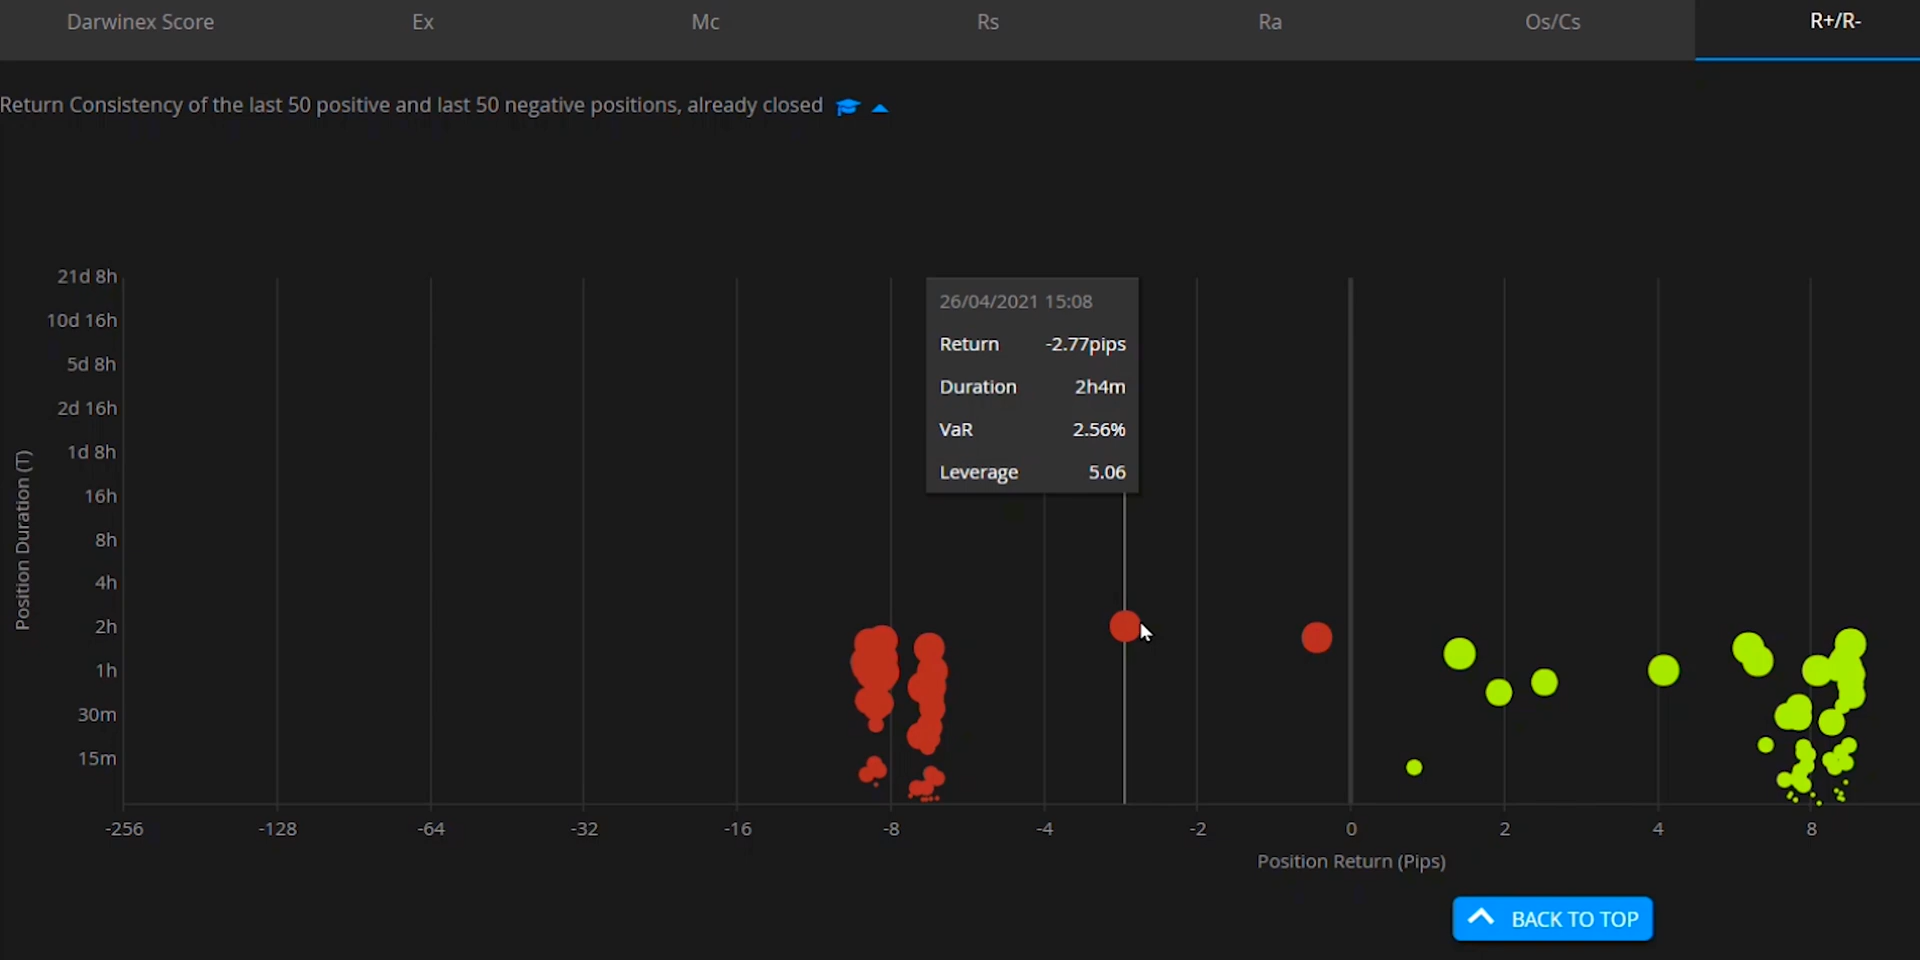 Darwinex Score Ex Mc Rs Ra Os/Cs R+/R-
Return Consistency of the last 50 positive and last 50 negative positions, already closed
21d 8h
10d 16h
5d 8h
2d 16h
1d 8h
16h
8h
4h
2h
1h
30m
15m
Position Duration (T)
26/04/2021 15:08
Return -2.77pips
Duration 2h4m
VaR 2.56%
Leverage 5.06
-256 -128 -64 -32 -16 -8 -4 -2 0 2 4 8
Position Return (Pips)
BACK TO TOP